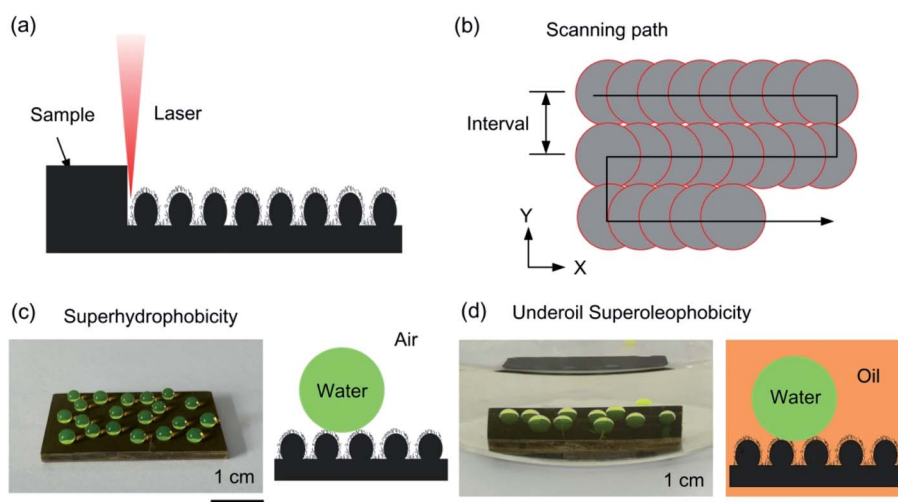 (a)
Sample
Laser
(b)
Scanning path
Interval
Y
X
(c)
Superhydrophobicity
1 cm
Air
Water
(d)
Underoil Superoleophobicity
1 cm
Oil
Water